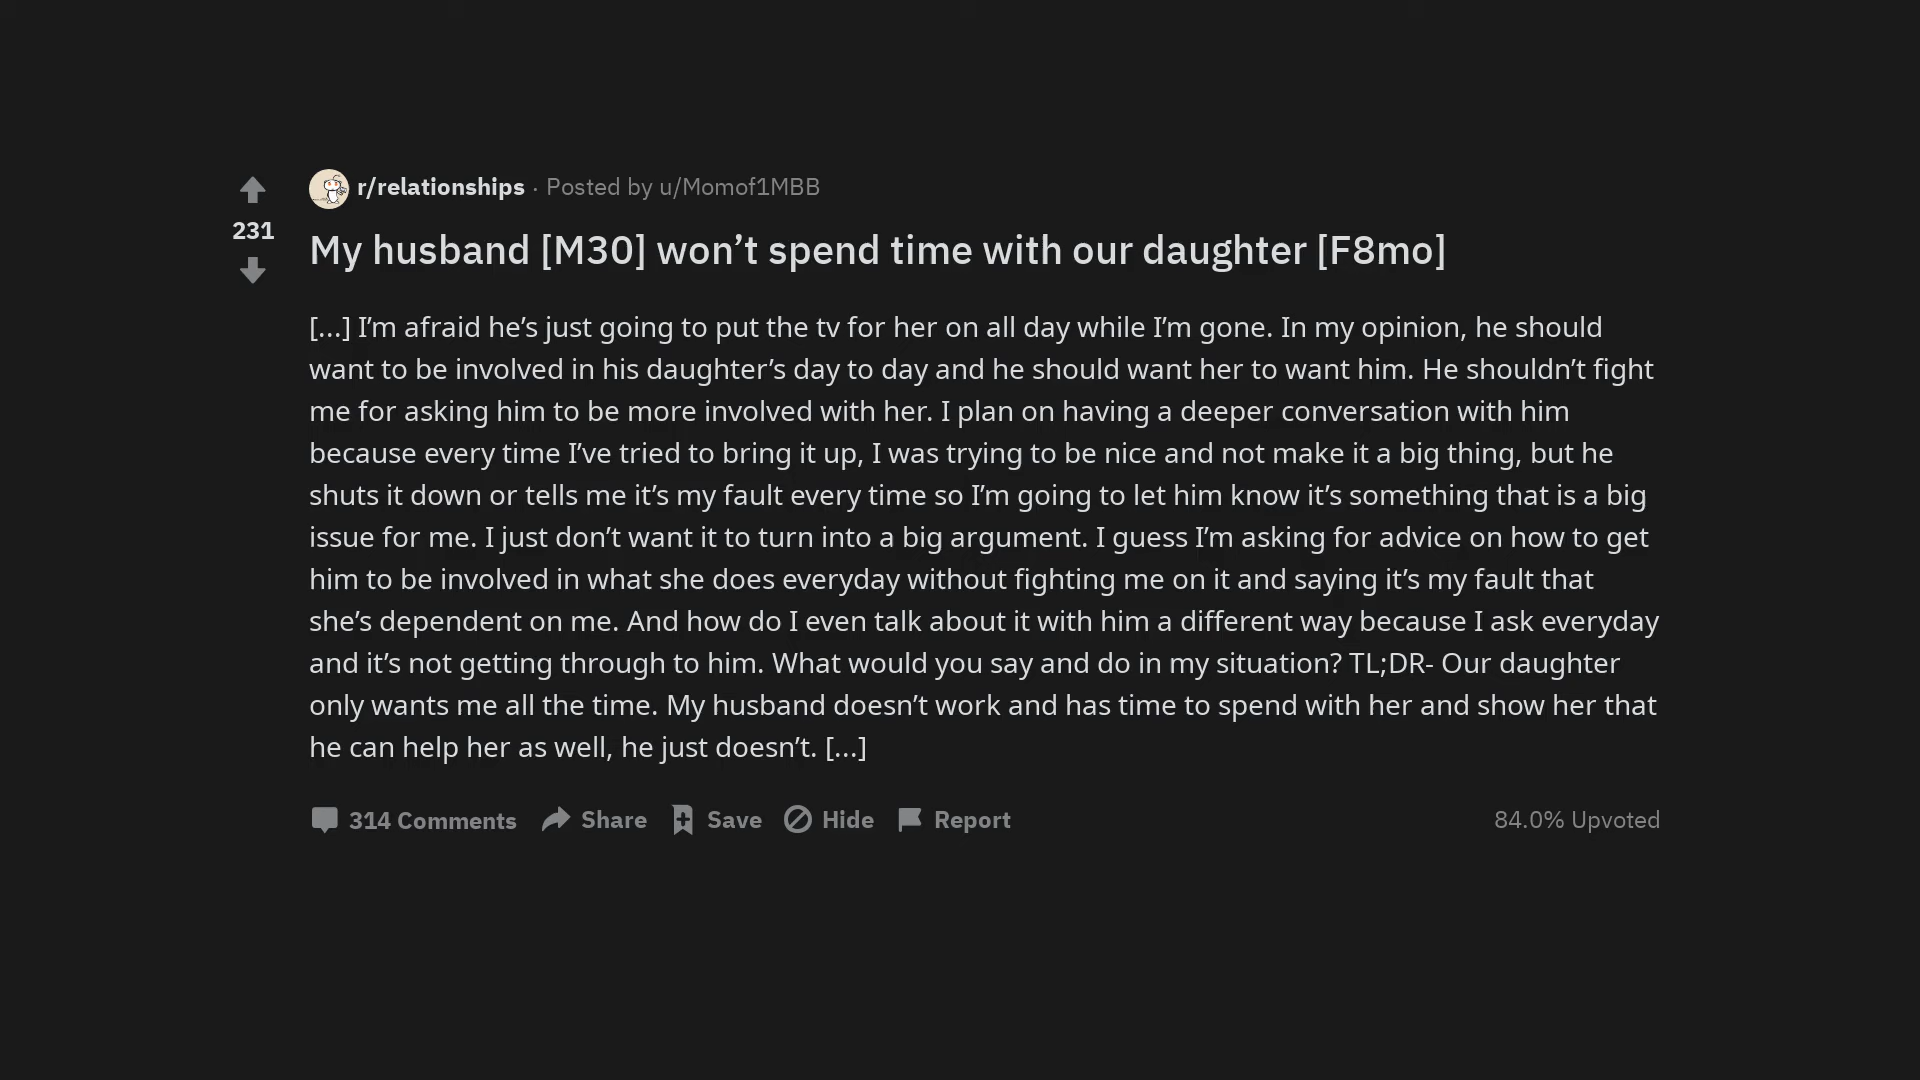 r/relationships · Posted by u/Momof1MBB
231
My husband [M30] won’t spend time with our daughter [F8mo]
[...] I’m afraid he’s just going to put the tv for her on all day while I’m gone. In my opinion, he should
want to be involved in his daughter’s day to day and he should want her to want him. He shouldn’t fight
me for asking him to be more involved with her. I plan on having a deeper conversation with him
because every time I’ve tried to bring it up, I was trying to be nice and not make it a big thing, but he
shuts it down or tells me it’s my fault every time so I’m going to let him know it’s something that is a big
issue for me. I just don’t want it to turn into a big argument. I guess I’m asking for advice on how to get
him to be involved in what she does everyday without fighting me on it and saying it’s my fault that
she’s dependent on me. And how do I even talk about it with him a different way because I ask everyday
and it’s not getting through to him. What would you say and do in my situation? TL;DR- Our daughter
only wants me all the time. My husband doesn’t work and has time to spend with her and show her that
he can help her as well, he just doesn’t. [...]
314 Comments Share Save Hide Report 84.0% Upvoted